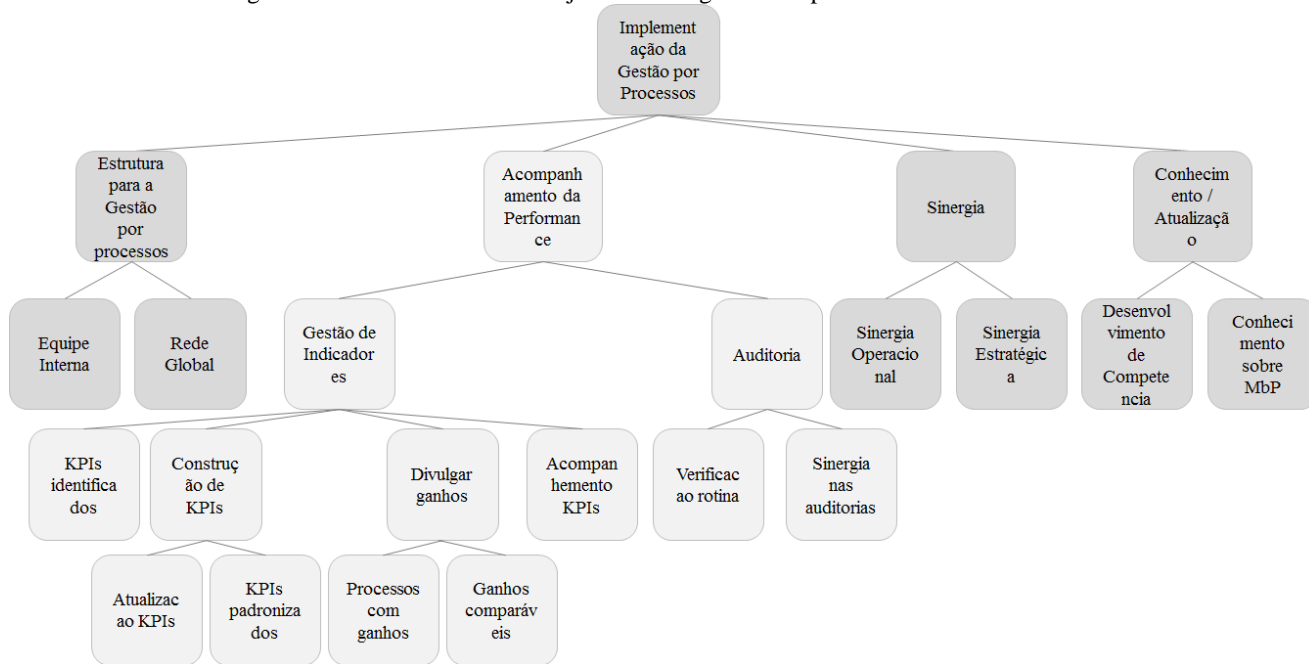 Implement
ação da
Gestão por
Processos
Estrutura
para a
Gestão
por
processos
Acompanh
amento da
Performan
ce
Sinergia
Conhecim
ento /
Atualizaçã
o
Equipe
Interna
Rede
Global
Gestão de
Indicador
es
Auditoria
Sinergia
Operacio
nal
Sinergia
Estratégic
a
Desenvol
vimento
de
Compete
ncia
Conheci
mento
sobre
MbP
KPIs
identifica
dos
Construç
ão de
KPIs
Divulgar
ganhos
Acompan
hemento
KPIs
Verificac
ao rotina
Sinergia
nas
auditorias
Atualizac
ao KPIs
KPIs
padroniza
dos
Processos
com
ganhos
Ganhos
comparáv
eis